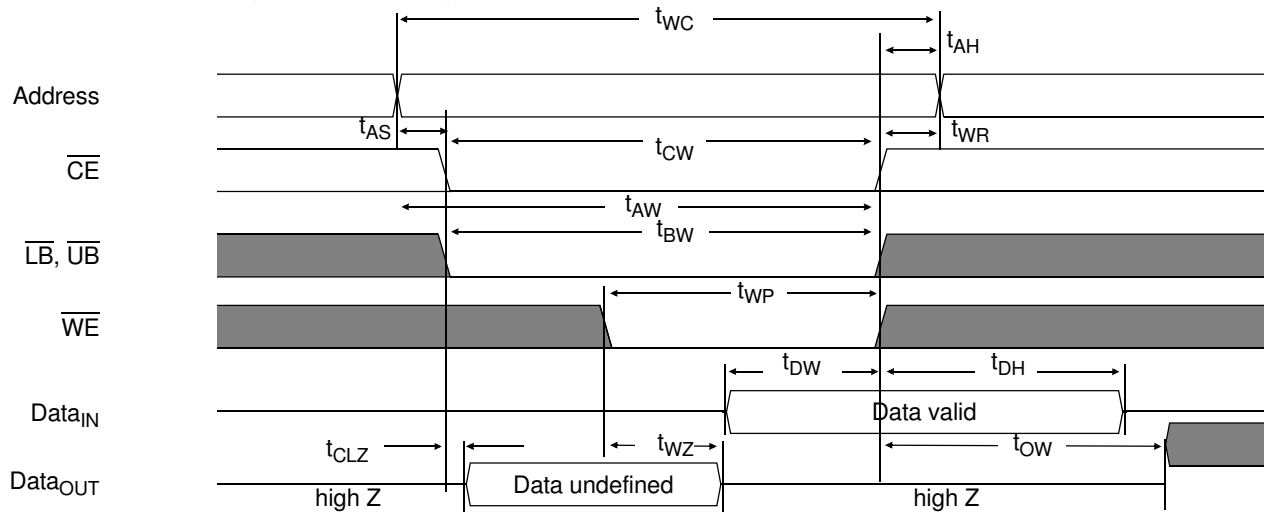 tWC
tAH
Address
tAS
tWR
tCW
CE
tAW
tBW
LB, UB
tWP
WE
tDW
tDH
DataIN
Data valid
tCLZ
tWZ
tOW
DataOUT
high Z
Data undefined
high Z